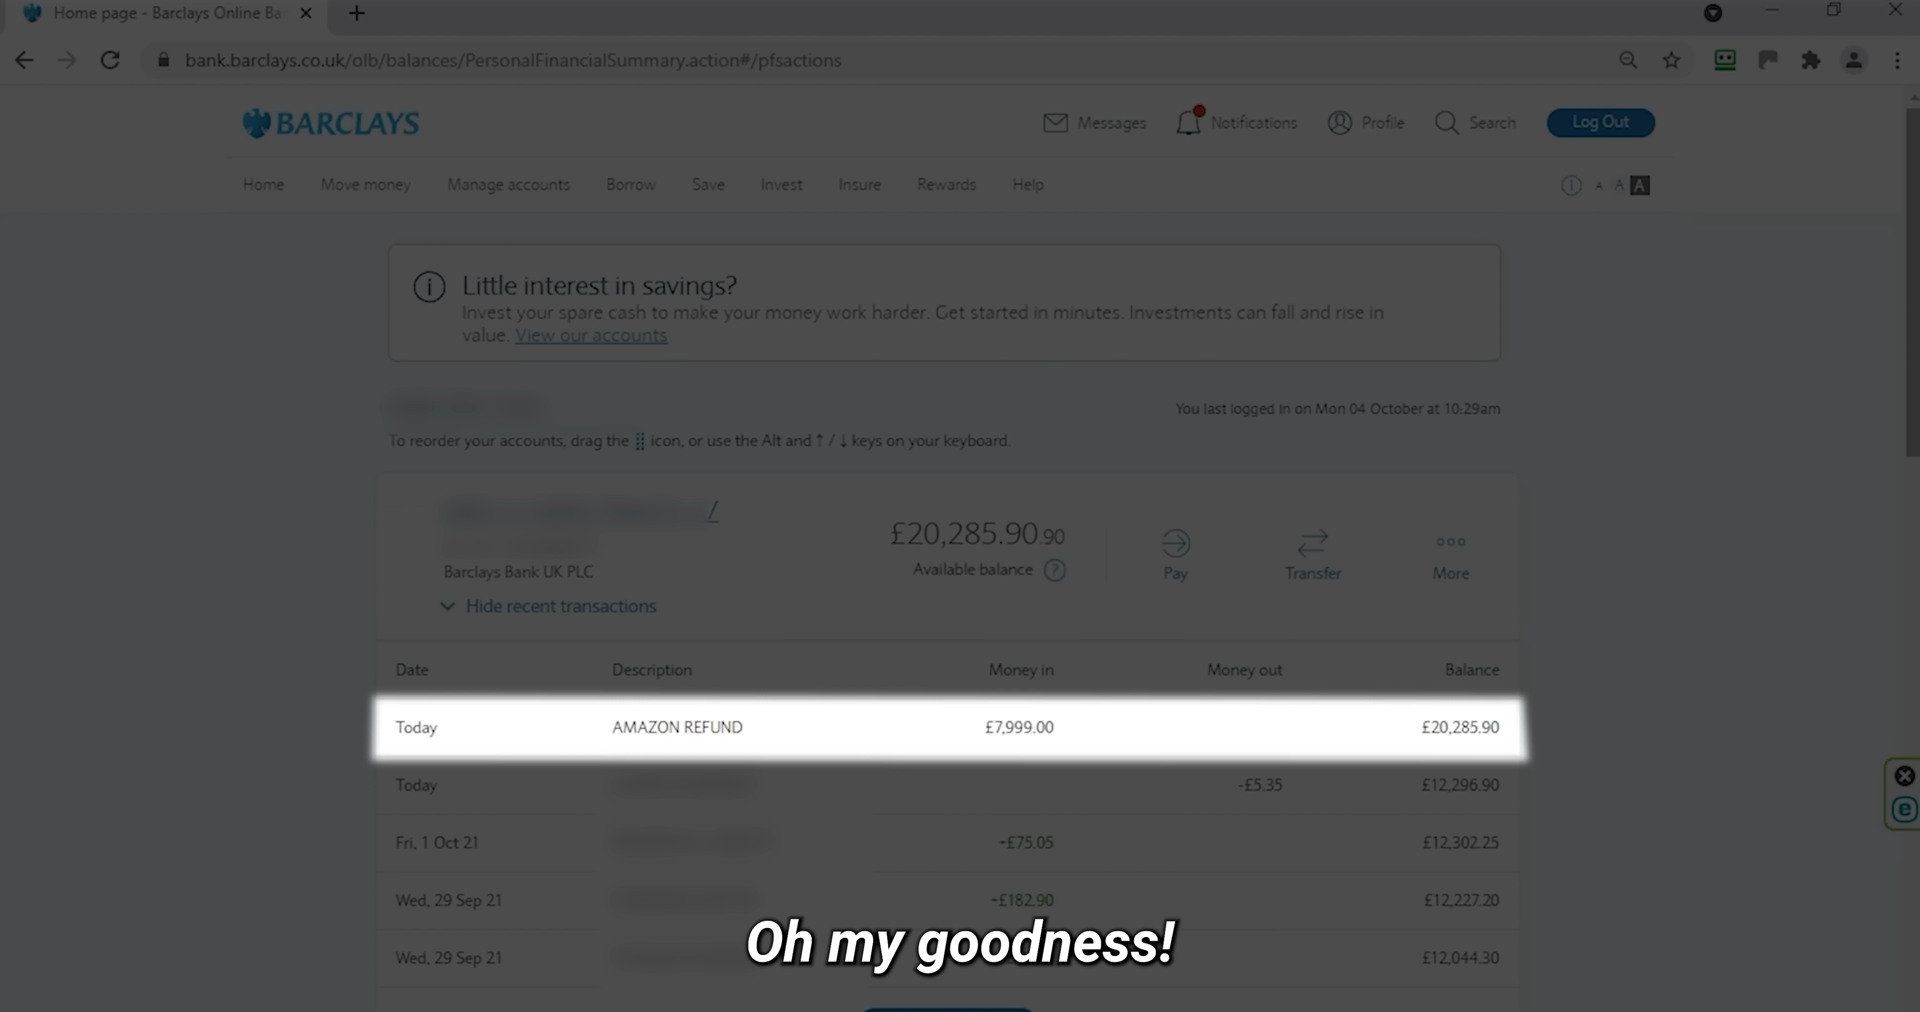 Home page - Barclays Online Ba
bank.barclays.co.uk/olb/balances/PersonalFinancialSummary.action#/pfsactions
BARCLAYS
Messages Notifications Profile Search Log Out
Home Move money Manage accounts Borrow Save Invest Insure Rewards Help A A A
Little interest in savings?
Invest your spare cash to make your money work harder. Get started in minutes. Investments can fall and rise in
value. View our accounts
You last logged in on Mon 04 October at 10:29am
To reorder your accounts, drag the icon, or use the Alt and ↑ / ↓ keys on your keyboard.
/
£20,285.90.90
Available balance ?
Pay Transfer More
Barclays Bank UK PLC
Hide recent transactions
Date Description Money in Money out Balance
Today AMAZON REFUND £7,999.00 £20,285.90
Today -£5.35 £12,296.90
Fri, 1 Oct 21 +£75.05 £12,302.25
Wed, 29 Sep 21 +£182.90 £12,227.20
Wed, 29 Sep 21 £12,044.30
Oh my goodness!